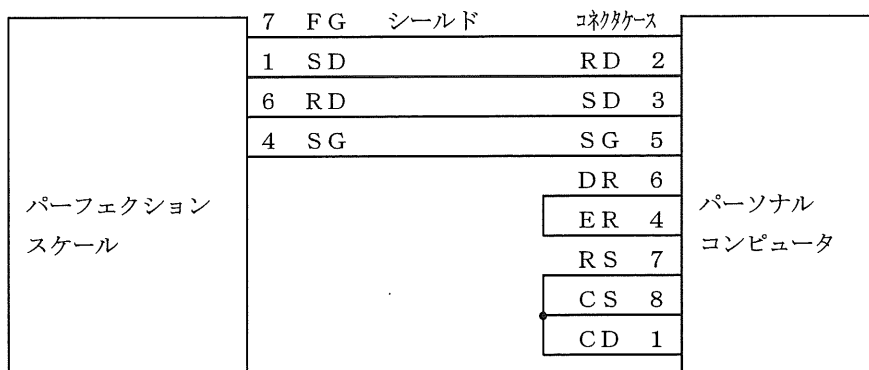 7 FG シールド コネクタケース
1 SD RD 2
6 RD SD 3
4 SG SG 5
DR 6
パーフェクション
スケール
ER 4
パーソナル
コンピュータ
RS 7
CS 8
CD 1